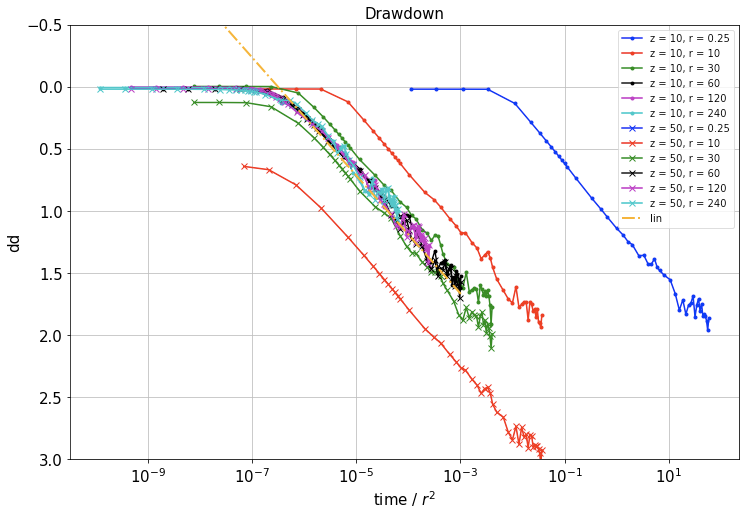 Drawdown
−0.5
0.0
0.5
1.0
1.5
2.0
2.5
3.0
dd
z = 10, r = 0.25
z = 10, r = 10
z = 10, r = 30
z = 10, r = 60
z = 10, r = 120
z = 10, r = 240
z = 50, r = 0.25
z = 50, r = 10
z = 50, r = 30
z = 50, r = 60
z = 50, r = 120
z = 50, r = 240
lin
10⁻⁹ 10⁻⁷ 10⁻⁵ 10⁻³ 10⁻¹ 10¹
time / r²